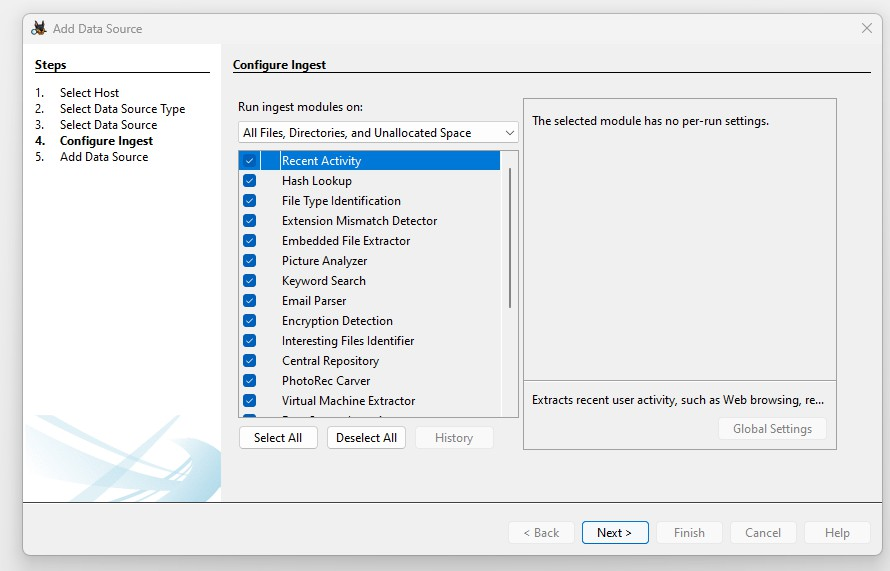 Add Data Source
Steps
1. Select Host
2. Select Data Source Type
3. Select Data Source
4. Configure Ingest
5. Add Data Source
Configure Ingest
Run ingest modules on:
All Files, Directories, and Unallocated Space
Recent Activity
Hash Lookup
File Type Identification
Extension Mismatch Detector
Embedded File Extractor
Picture Analyzer
Keyword Search
Email Parser
Encryption Detection
Interesting Files Identifier
Central Repository
PhotoRec Carver
Virtual Machine Extractor
Select All
Deselect All
History
The selected module has no per-run settings.
Extracts recent user activity, such as Web browsing, re...
Global Settings
< Back
Next >
Finish
Cancel
Help